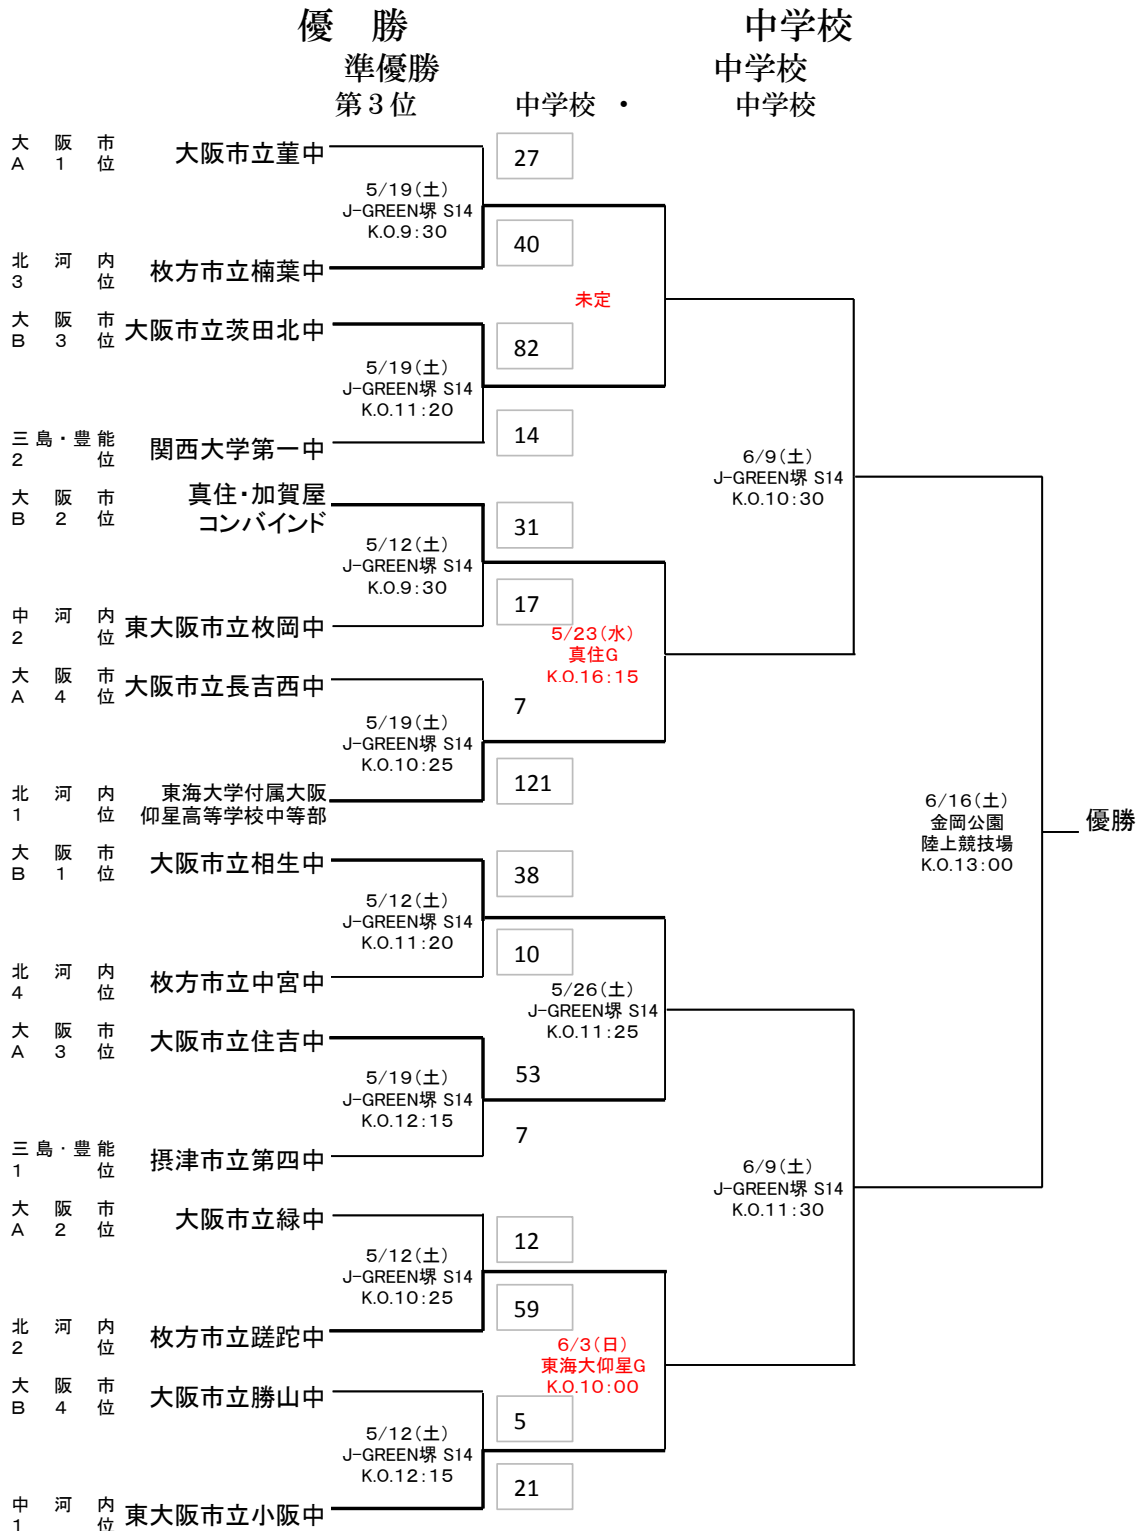 優　勝　中学校
準優勝　中学校
第３位　中学校　・　中学校
大阪市
A1位
大阪市立菫中
27
5/19(土)
J-GREEN堺 S14
K.O.9:30
40
北河内
3位
枚方市立楠葉中
未定
大阪市
B3位
大阪市立茨田北中
82
5/19(土)
J-GREEN堺 S14
K.O.11:20
14
三島・豊能
2位
関西大学第一中
6/9(土)
J-GREEN堺 S14
K.O.10:30
大阪市
B2位
真住・加賀屋
コンバインド
31
5/12(土)
J-GREEN堺 S14
K.O.9:30
17
中河内
2位
東大阪市立枚岡中
5/23(水)
真住G
K.O.16:15
大阪市
A4位
大阪市立長吉西中
7
5/19(土)
J-GREEN堺 S14
K.O.10:25
121
北河内
1位
東海大学付属大阪
仰星高等学校中等部
6/16(土)
金岡公園
陸上競技場
K.O.13:00
優勝
大阪市
B1位
大阪市立相生中
38
5/12(土)
J-GREEN堺 S14
K.O.11:20
10
北河内
4位
枚方市立中宮中
5/26(土)
J-GREEN堺 S14
K.O.11:25
大阪市
A3位
大阪市立住吉中
53
5/19(土)
J-GREEN堺 S14
K.O.12:15
7
三島・豊能
1位
摂津市立第四中
6/9(土)
J-GREEN堺 S14
K.O.11:30
大阪市
A2位
大阪市立緑中
12
5/12(土)
J-GREEN堺 S14
K.O.10:25
59
北河内
2位
枚方市立蹉跎中
6/3(日)
東海大仰星G
K.O.10:00
大阪市
B4位
大阪市立勝山中
5
5/12(土)
J-GREEN堺 S14
K.O.12:15
21
中河内
1位
東大阪市立小阪中